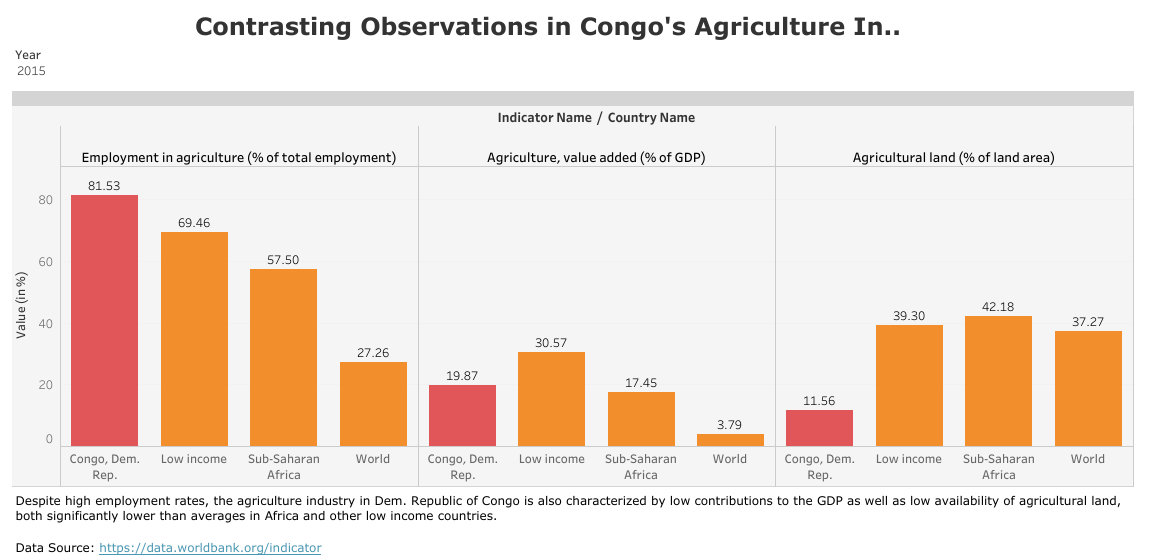 Contrasting Observations in Congo's Agriculture In..
Year
2015
Indicator Name / Country Name
Employment in agriculture (% of total employment)
Agriculture, value added (% of GDP)
Agricultural land (% of land area)
Value (in %)
80
60
40
20
0
81.53
69.46
57.50
27.26
19.87
30.57
17.45
3.79
11.56
39.30
42.18
37.27
Congo, Dem.
Rep.
Low income
Sub-Saharan
Africa
World
Congo, Dem.
Rep.
Low income
Sub-Saharan
Africa
World
Congo, Dem.
Rep.
Low income
Sub-Saharan
Africa
World
Despite high employment rates, the agriculture industry in Dem. Republic of Congo is also characterized by low contributions to the GDP as well as low availability of agricultural land,
both significantly lower than averages in Africa and other low income countries.
Data Source: https://data.worldbank.org/indicator